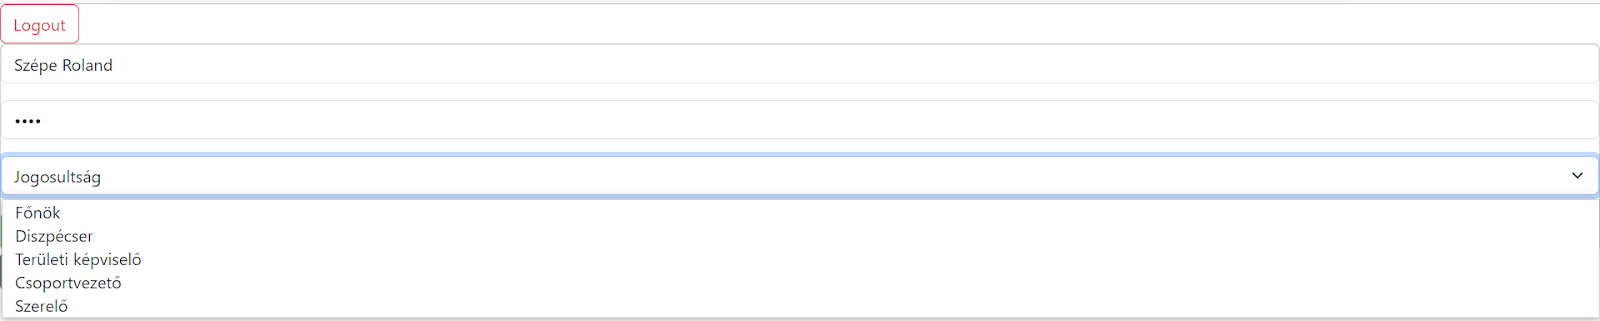 Logout
Szépe Roland
••••
Jogosultság
Főnök
Diszpécser
Területi képviselő
Csoportvezető
Szerelő